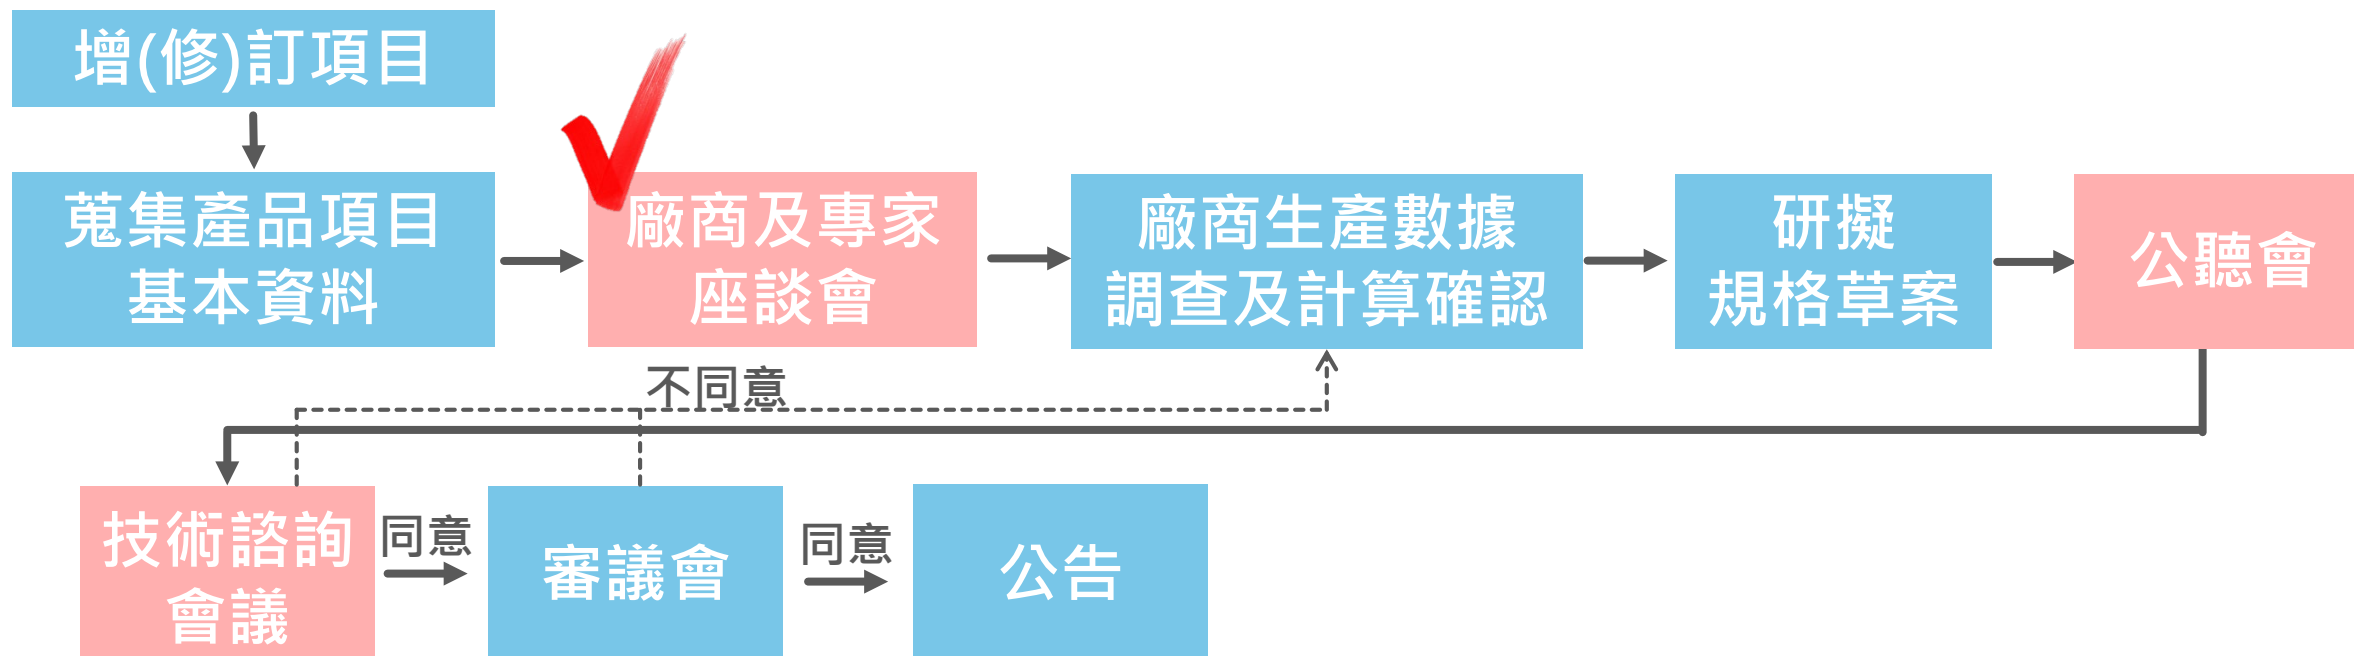 增(修)訂項目
蒐集產品項目
基本資料
廠商及專家
座談會
廠商生產數據
調查及計算確認
研擬
規格草案
公聽會
不同意
技術諮詢
會議
同意
審議會
同意
公告